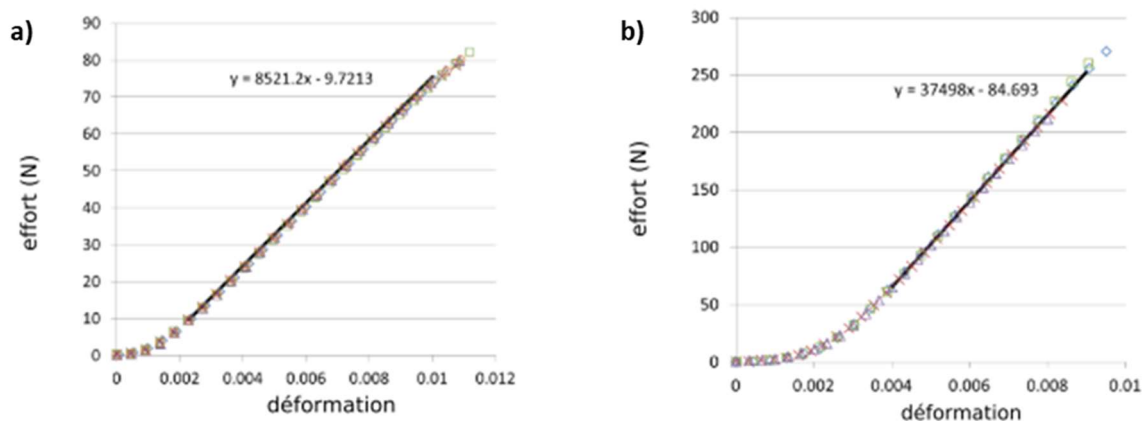 a)
90
80
70
60
50
40
30
20
10
0
effort (N)
y = 8521.2x - 9.7213
0 0.002 0.004 0.006 0.008 0.01 0.012
déformation
b)
300
250
200
150
100
50
0
effort (N)
y = 37498x - 84.693
0 0.002 0.004 0.006 0.008 0.01
déformation